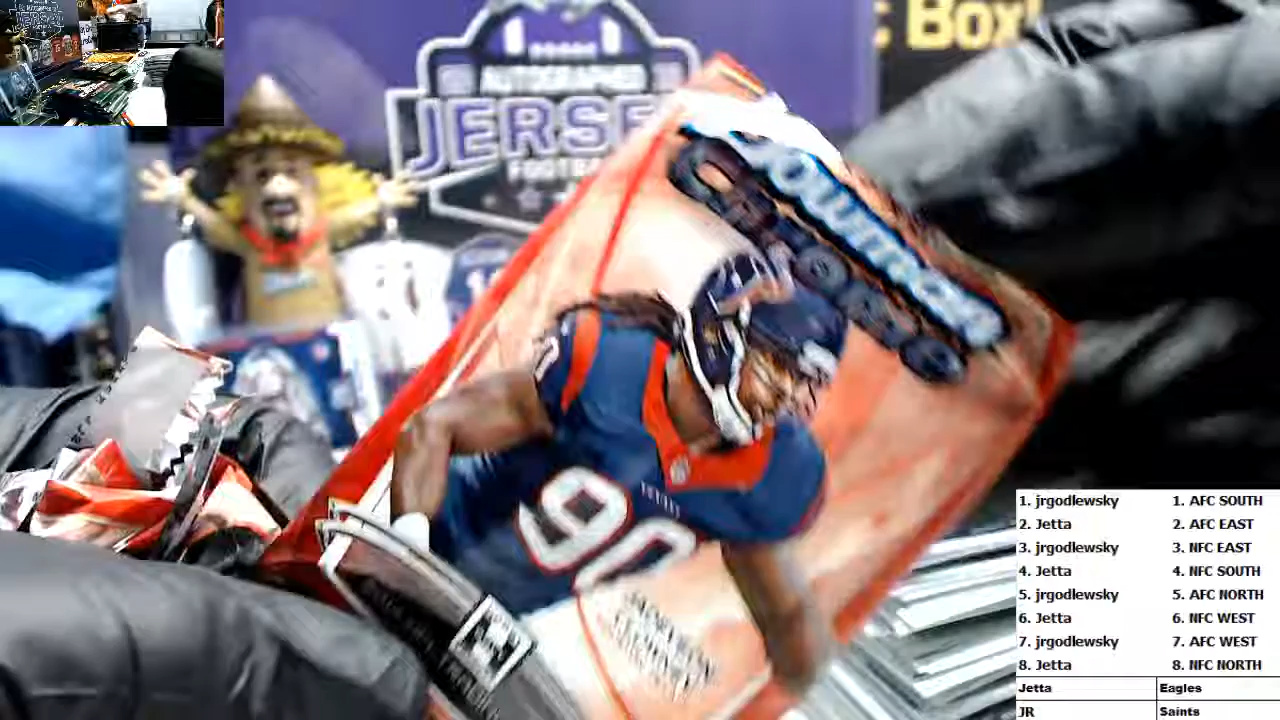 Box!
AUTOGRAPHED
JERSE
FOOTBA
DOWNTOWN
90
1. jrgodlewsky 1. AFC SOUTH
2. Jetta 2. AFC EAST
3. jrgodlewsky 3. NFC EAST
4. Jetta 4. NFC SOUTH
5. jrgodlewsky 5. AFC NORTH
6. Jetta 6. NFC WEST
7. jrgodlewsky 7. AFC WEST
8. Jetta 8. NFC NORTH
Jetta Eagles
JR Saints